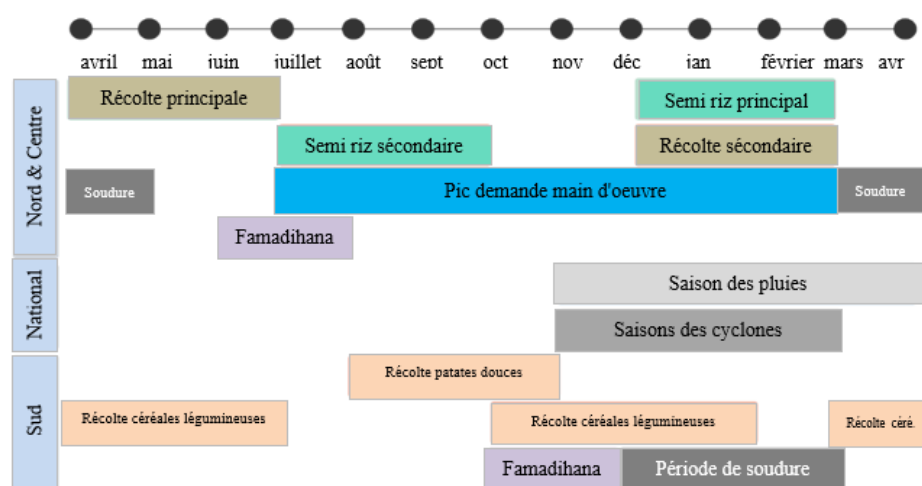 avril mai juin juillet août sept oct nov déc jan février mars avr
Nord & Centre
Récolte principale
Semi riz principal
Semi riz sécondaire
Récolte sécondaire
Soudure
Pic demande main d'oeuvre
Soudure
Famadihana
National
Saison des pluies
Saisons des cyclones
Sud
Récolte patates douces
Récolte céréales légumineuses
Récolte céréales légumineuses
Récolte céré.
Famadihana
Période de soudure